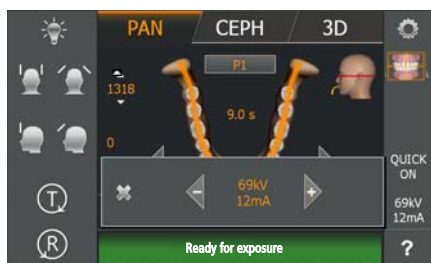 PAN
CEPH
3D
P1
1318
9.0 s
0
QUICK
ON
69kV
12mA
69kV
12mA
T
R
Ready for exposure
?